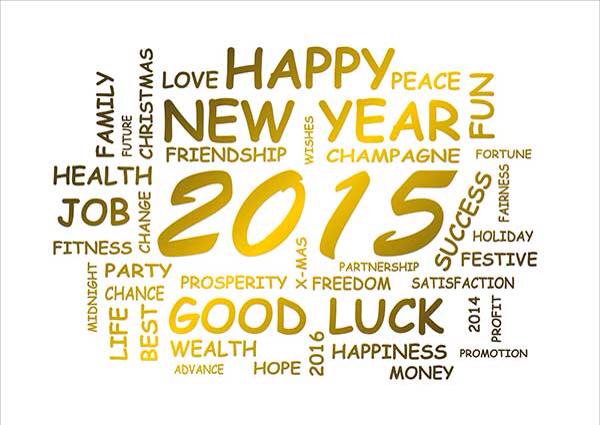 HAPPY
LOVE
PEACE
FUN
FAMILY
FUTURE
CHRISTMAS
NEW YEAR
WISHES
FRIENDSHIP
CHAMPAGNE
FORTUNE
HEALTH
JOB
CHANGE
2015
SUCCESS
FAIRNESS
FITNESS
HOLIDAY
FESTIVE
MIDNIGHT
PARTY
CHANCE
PROSPERITY
X-MAS
PARTNERSHIP
FREEDOM
SATISFACTION
LIFE
BEST
GOOD LUCK
2014
PROFIT
WEALTH
2016
HAPPINESS
PROMOTION
ADVANCE
HOPE
MONEY